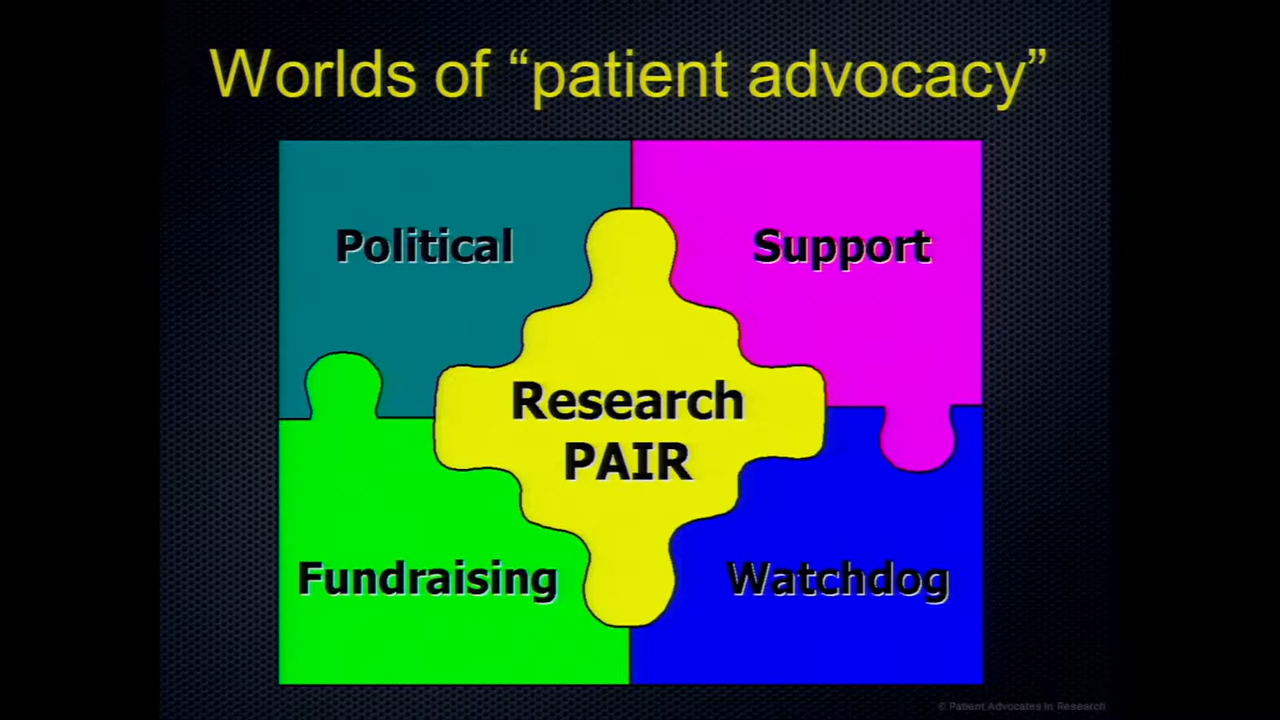 Worlds of “patient advocacy”
Political
Support
Research
PAIR
Fundraising
Watchdog
© Patient Advocates in Research